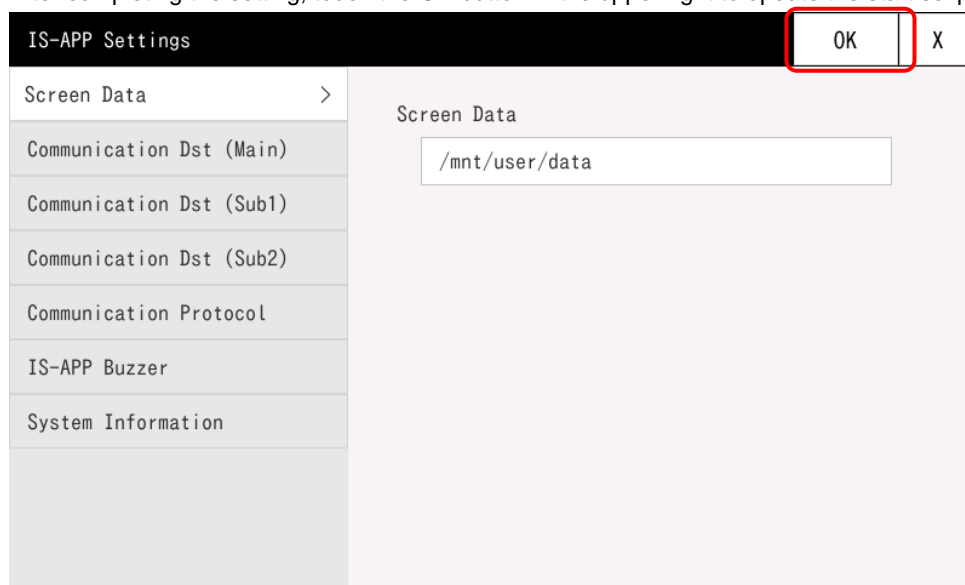 IS-APP Settings
OK
X
Screen Data >
Communication Dst (Main)
Communication Dst (Sub1)
Communication Dst (Sub2)
Communication Protocol
IS-APP Buzzer
System Information
Screen Data
/mnt/user/data